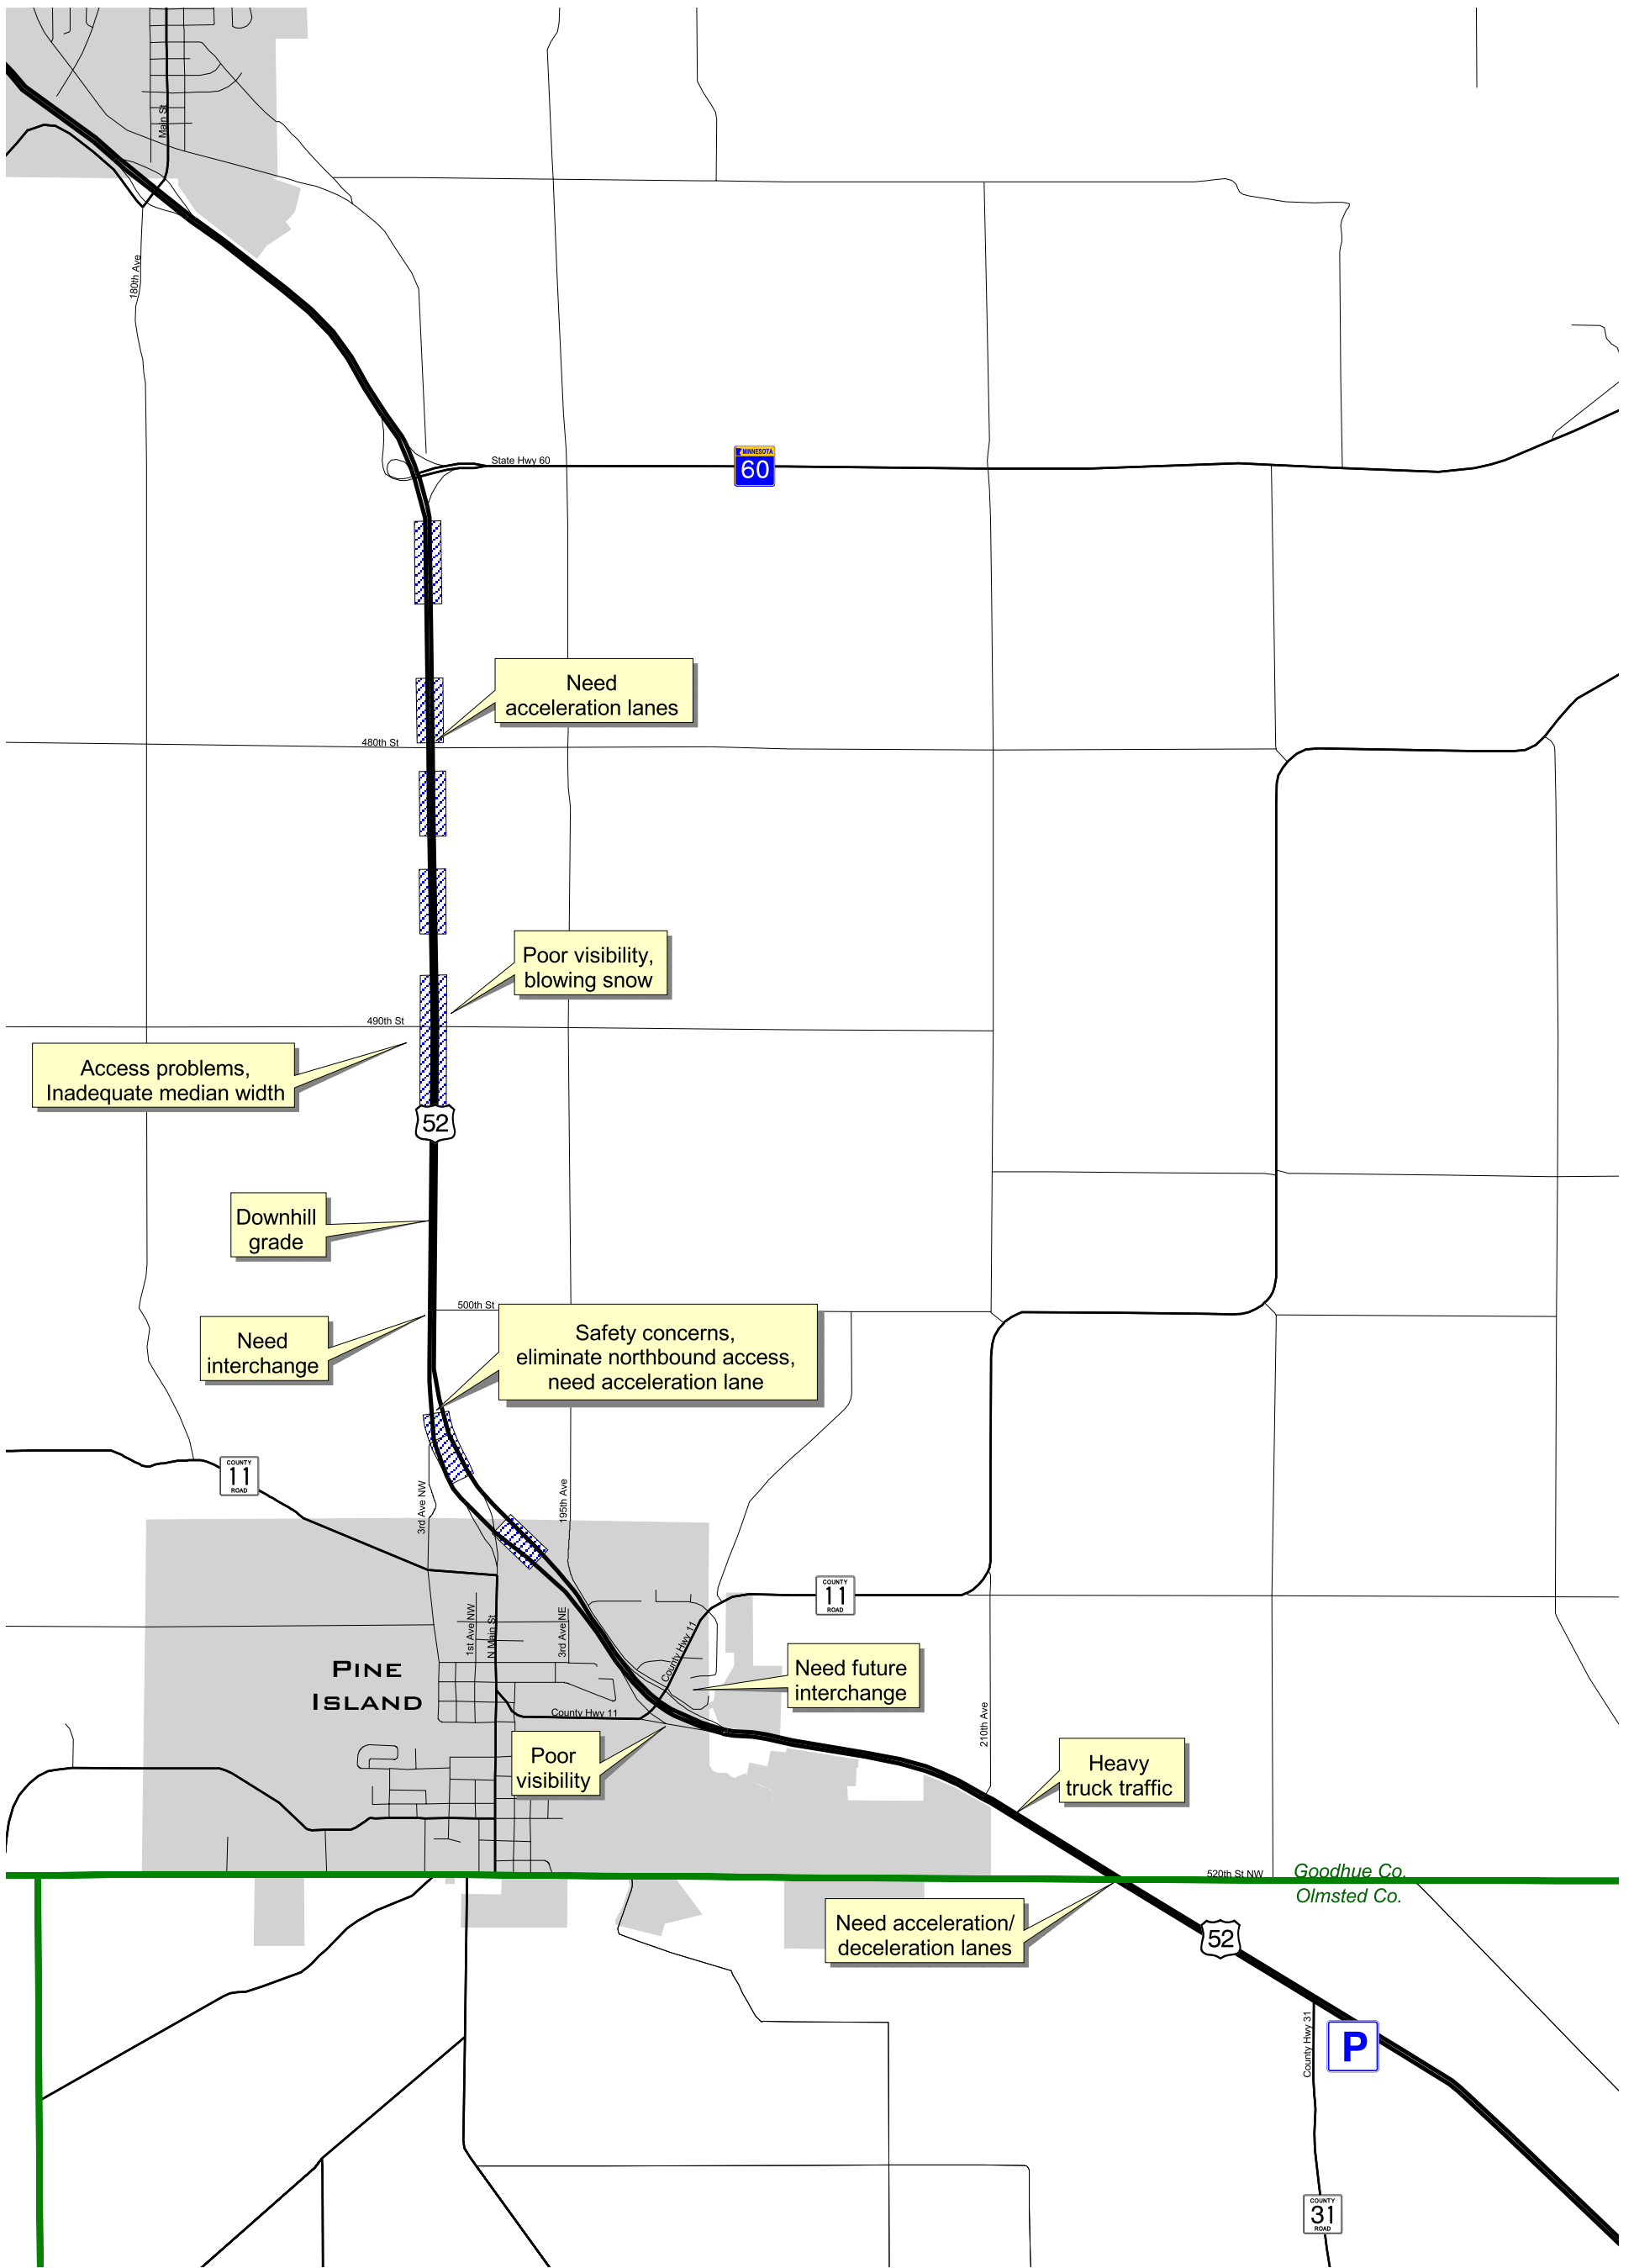 Main St
180th Ave
State Hwy 60
MINNESOTA
60
Need
acceleration lanes
480th St
Poor visibility,
blowing snow
490th St
Access problems,
Inadequate median width
52
Downhill
grade
500th St
Need
interchange
Safety concerns,
eliminate northbound access,
need acceleration lane
COUNTY
11
ROAD
3rd Ave NW
195th Ave
COUNTY
11
ROAD
1st Ave NW
N Main St
3rd Ave NE
County Hwy 11
PINE
ISLAND
Need future
interchange
County Hwy 11
210th Ave
Poor
visibility
Heavy
truck traffic
520th St NW
Goodhue Co.
Olmsted Co.
Need acceleration/
deceleration lanes
52
County Hwy 31
P
COUNTY
31
ROAD